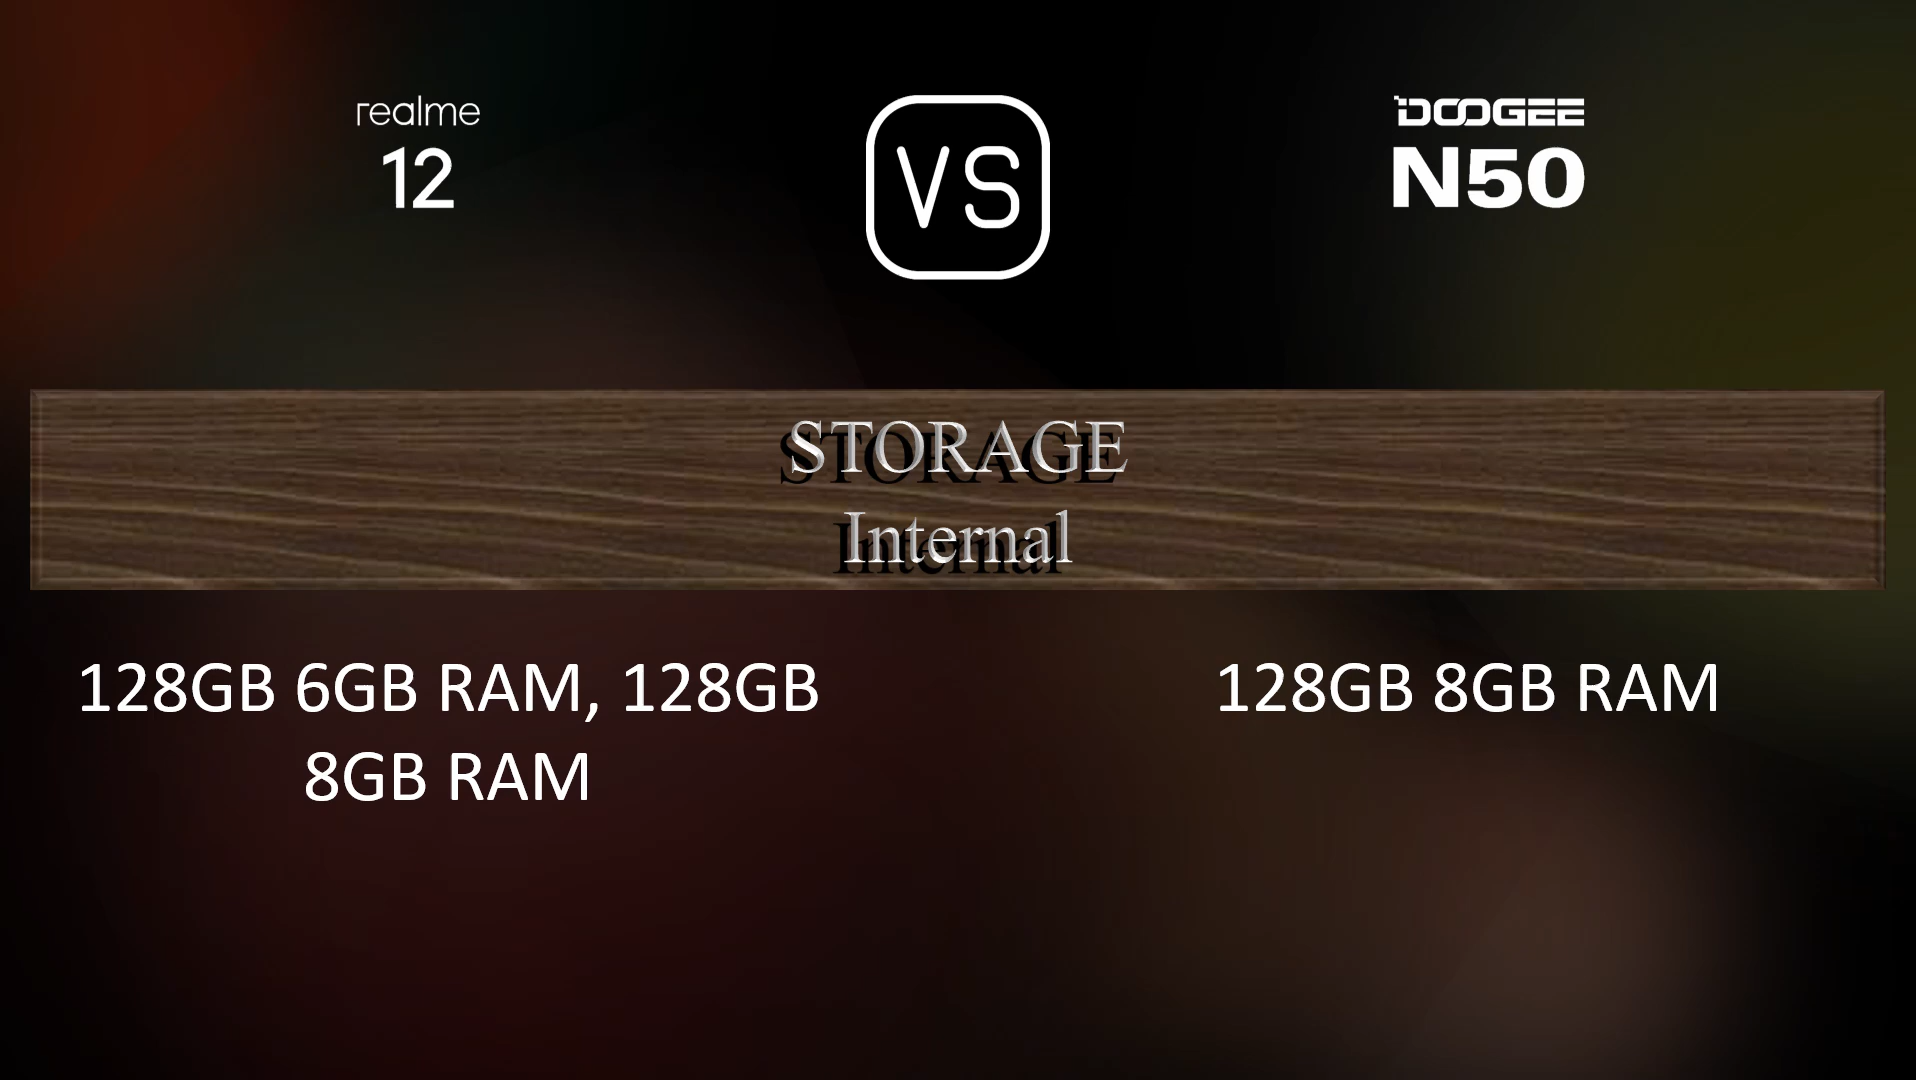 realme
12
VS
DOOGEE
N50
STORAGE
Internal
128GB 6GB RAM, 128GB
8GB RAM
128GB 8GB RAM